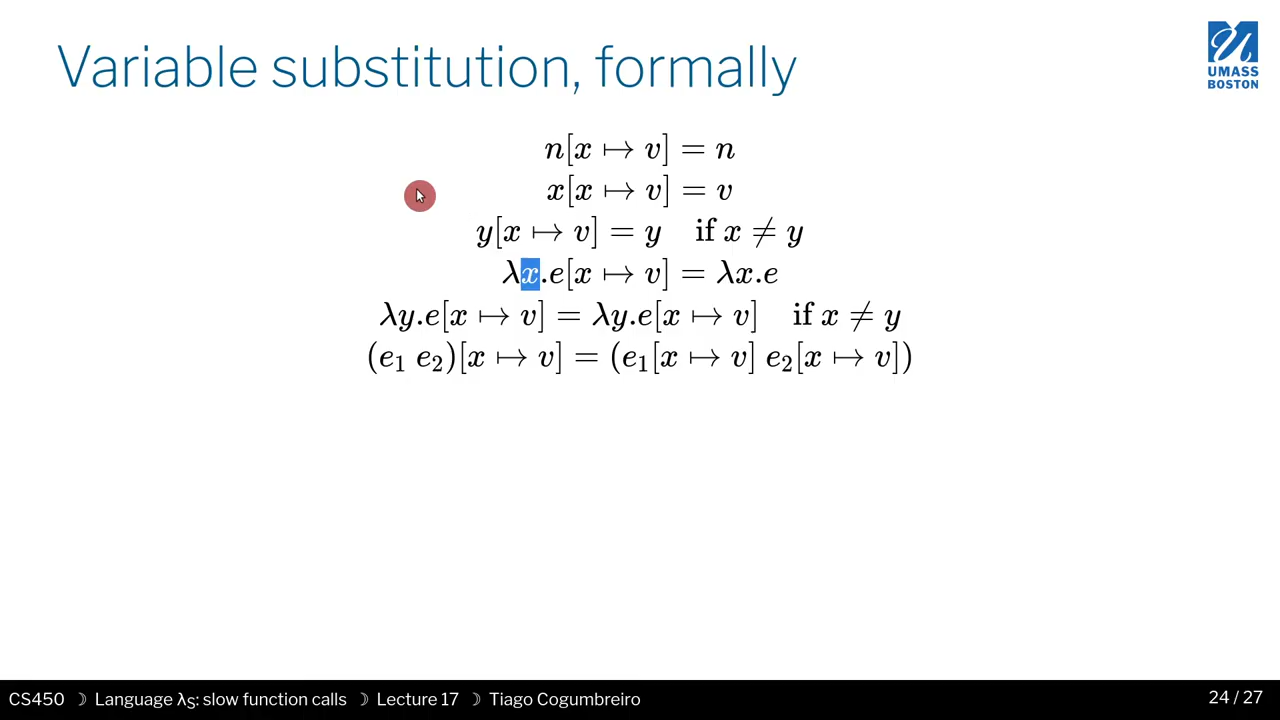 Variable substitution, formally
UMASS
BOSTON
n[x ↦ v] = n
x[x ↦ v] = v
y[x ↦ v] = y if x ≠ y
λx.e[x ↦ v] = λx.e
λy.e[x ↦ v] = λy.e[x ↦ v] if x ≠ y
(e₁ e₂)[x ↦ v] = (e₁[x ↦ v] e₂[x ↦ v])
CS450 ☽ Language λS: slow function calls ☽ Lecture 17 ☽ Tiago Cogumbreiro 24 / 27